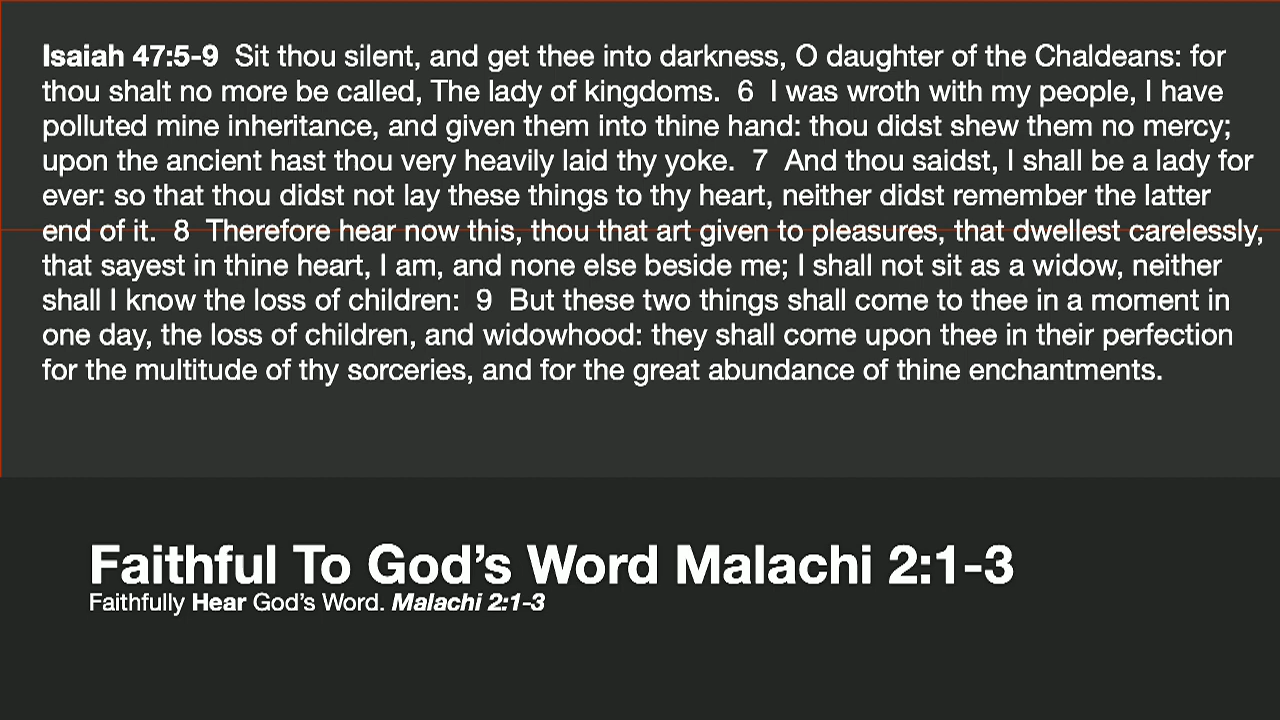 Isaiah 47:5-9  Sit thou silent, and get thee into darkness, O daughter of the Chaldeans: for
thou shalt no more be called, The lady of kingdoms.  6  I was wroth with my people, I have
polluted mine inheritance, and given them into thine hand: thou didst shew them no mercy;
upon the ancient hast thou very heavily laid thy yoke.  7  And thou saidst, I shall be a lady for
ever: so that thou didst not lay these things to thy heart, neither didst remember the latter
end of it.  8  Therefore hear now this, thou that art given to pleasures, that dwellest carelessly,
that sayest in thine heart, I am, and none else beside me; I shall not sit as a widow, neither
shall I know the loss of children:  9  But these two things shall come to thee in a moment in
one day, the loss of children, and widowhood: they shall come upon thee in their perfection
for the multitude of thy sorceries, and for the great abundance of thine enchantments.
Faithful To God’s Word Malachi 2:1-3
Faithfully Hear God’s Word. Malachi 2:1-3